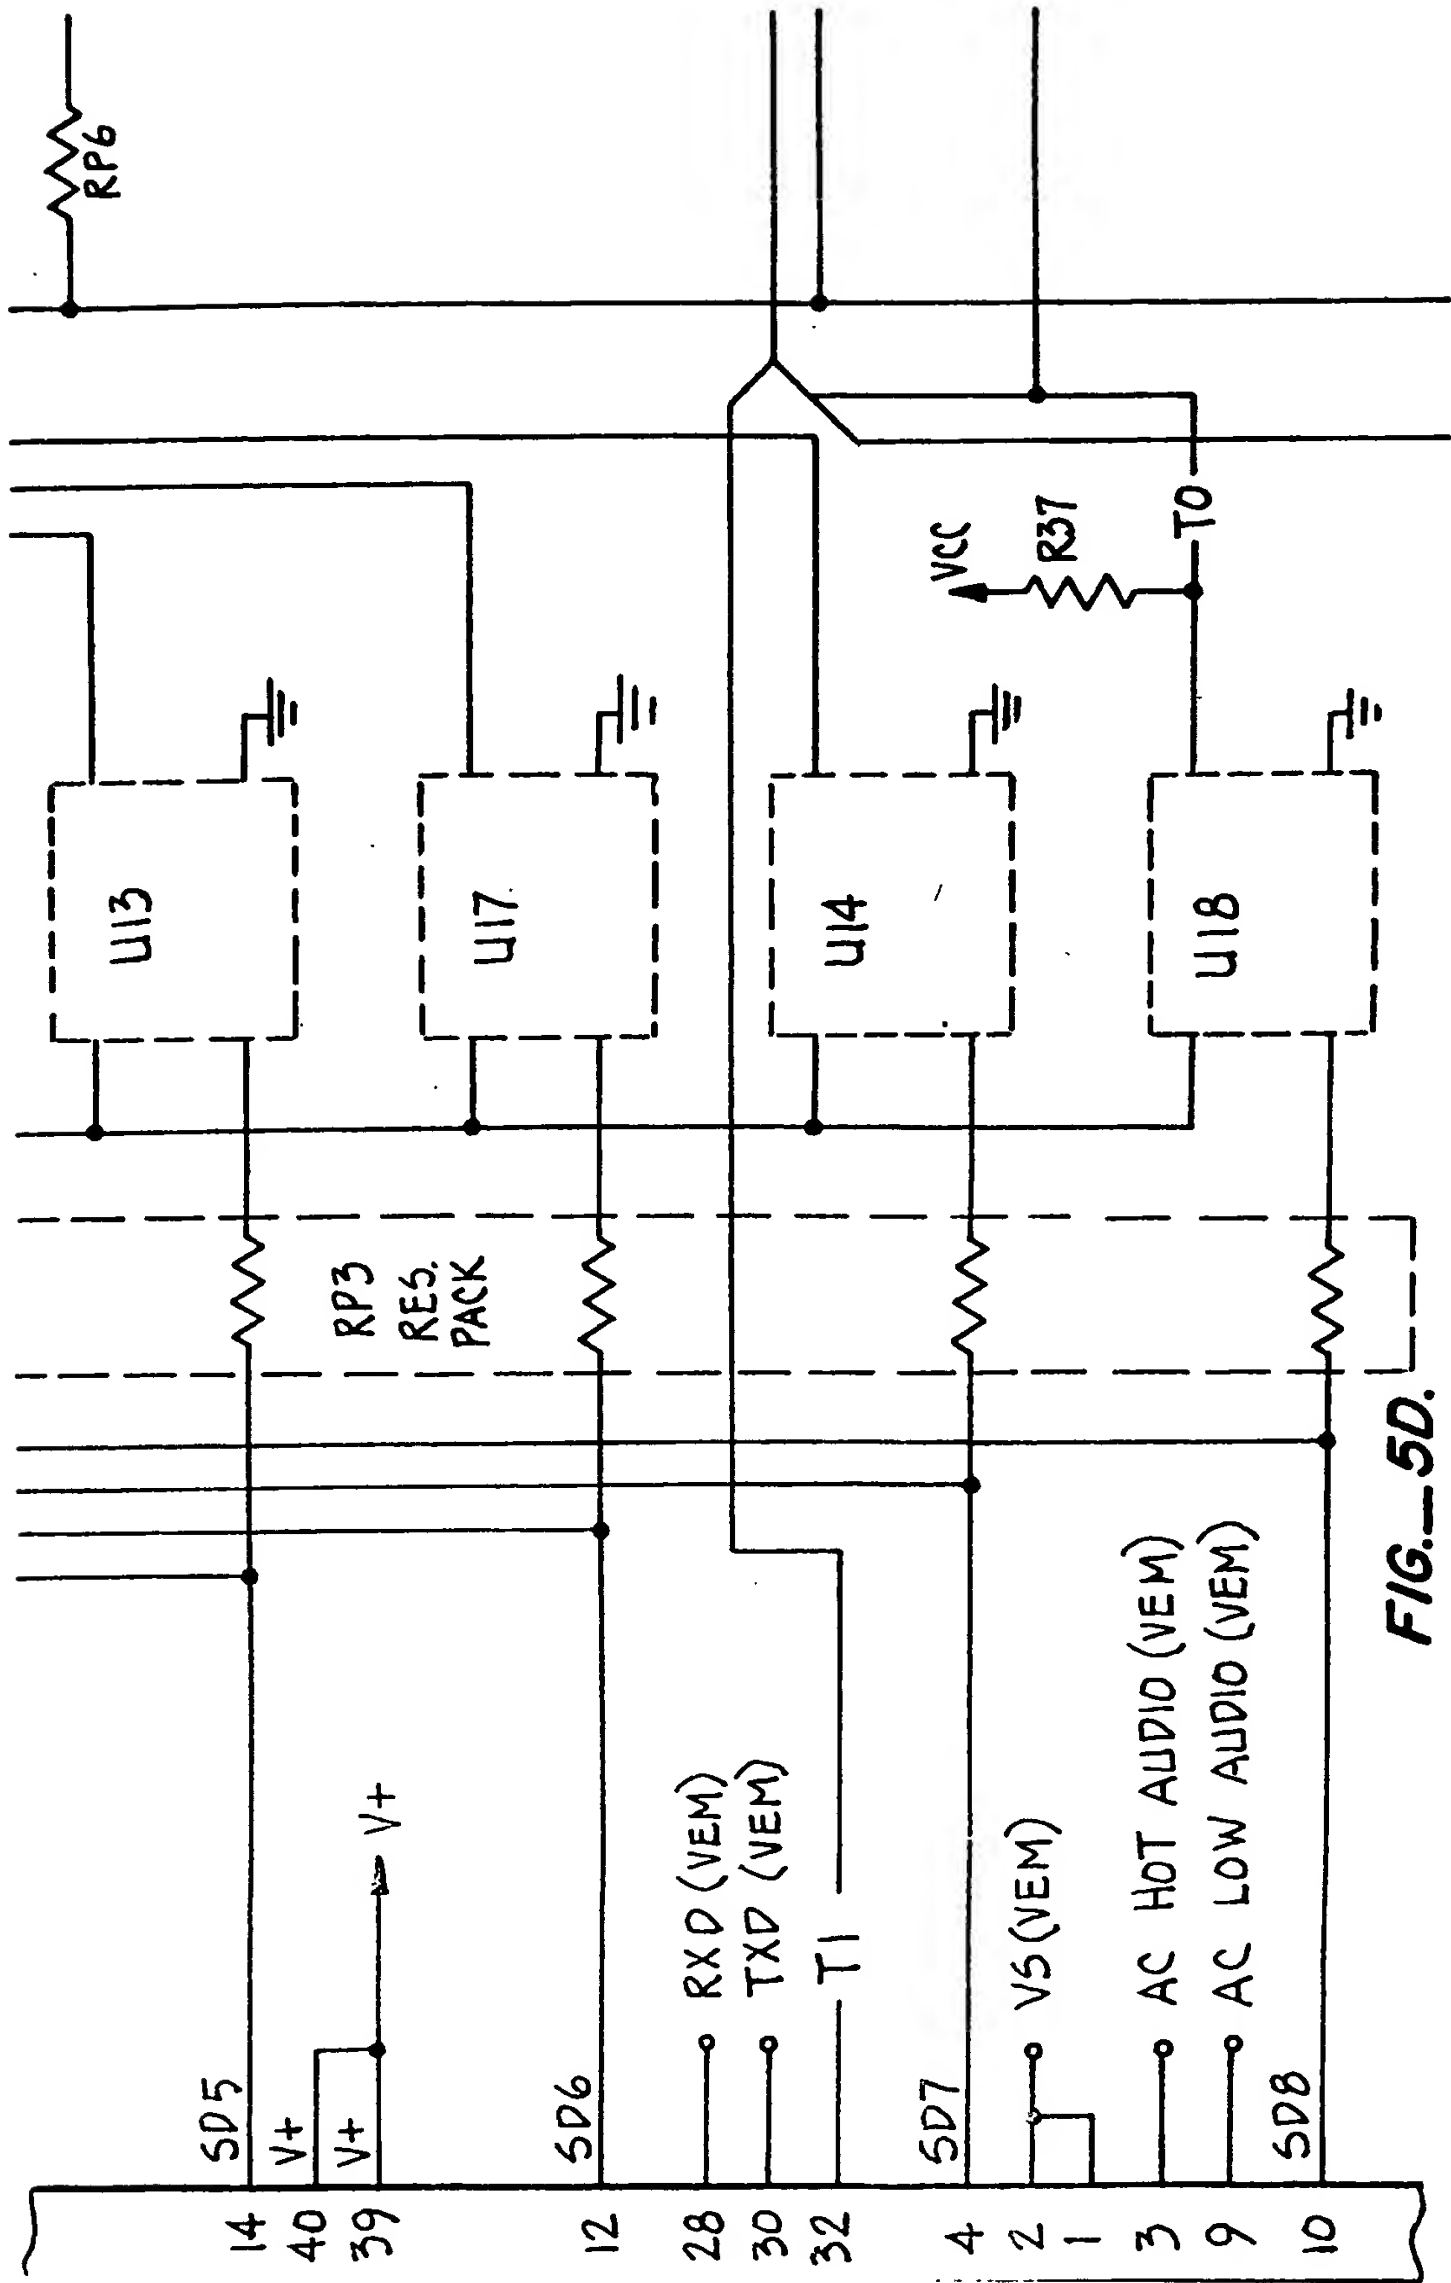 RP6
VCC
R37
T0
U13
U17
U14
U18
RP3
RES.
PACK
SD5
V+
V+
V+
SD6
RXD (VEM)
TXD (VEM)
T1
SD7
VS (VEM)
AC HOT AUDIO (VEM)
AC LOW AUDIO (VEM)
SD8
14
40
39
12
28
30
32
4
2
1
3
9
10
FIG._5D.